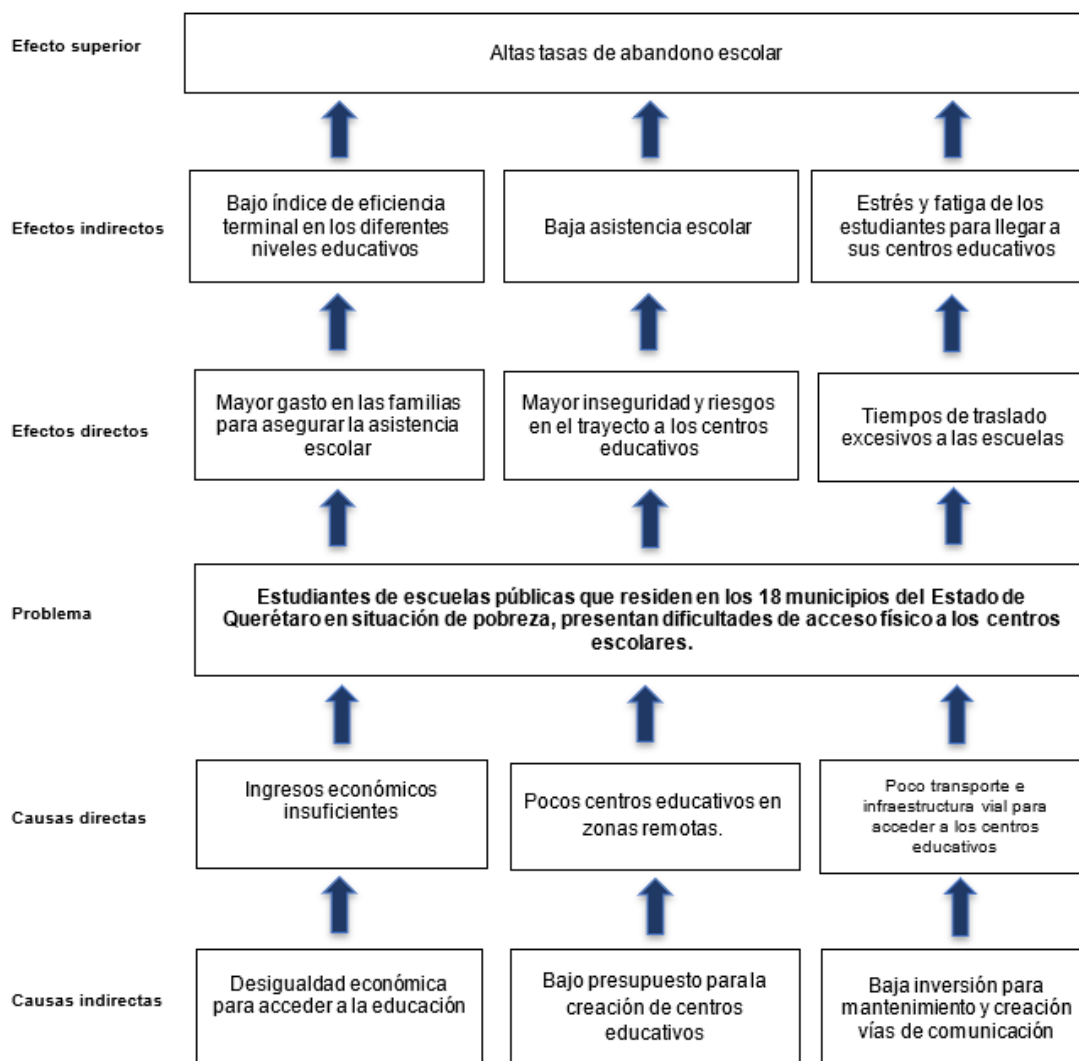 Efecto superior
Altas tasas de abandono escolar
Efectos indirectos
Bajo índice de eficiencia
terminal en los diferentes
niveles educativos
Baja asistencia escolar
Estrés y fatiga de los
estudiantes para llegar a
sus centros educativos
Efectos directos
Mayor gasto en las familias
para asegurar la asistencia
escolar
Mayor inseguridad y riesgos
en el trayecto a los centros
educativos
Tiempos de traslado
excesivos a las escuelas
Problema
Estudiantes de escuelas públicas que residen en los 18 municipios del Estado de
Querétaro en situación de pobreza, presentan dificultades de acceso físico a los centros
escolares.
Causas directas
Ingresos económicos
insuficientes
Pocos centros educativos en
zonas remotas.
Poco transporte e
infraestructura vial para
acceder a los centros
educativos
Causas indirectas
Desigualdad económica
para acceder a la educación
Bajo presupuesto para la
creación de centros
educativos
Baja inversión para
mantenimiento y creación
vías de comunicación